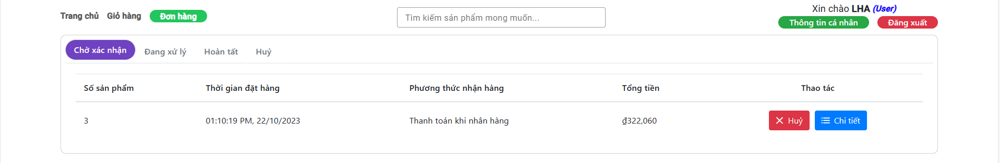 Trang chủ Giỏ hàng Đơn hàng
Tìm kiếm sản phẩm mong muốn...
Xin chào LHA (User)
Thông tin cá nhân Đăng xuất
Chờ xác nhận Đang xử lý Hoàn tất Huỷ
Số sản phẩm Thời gian đặt hàng Phương thức nhận hàng Tổng tiền Thao tác
3 01:10:19 PM, 22/10/2023 Thanh toán khi nhân hàng ₫322,060 Huỷ Chi tiết